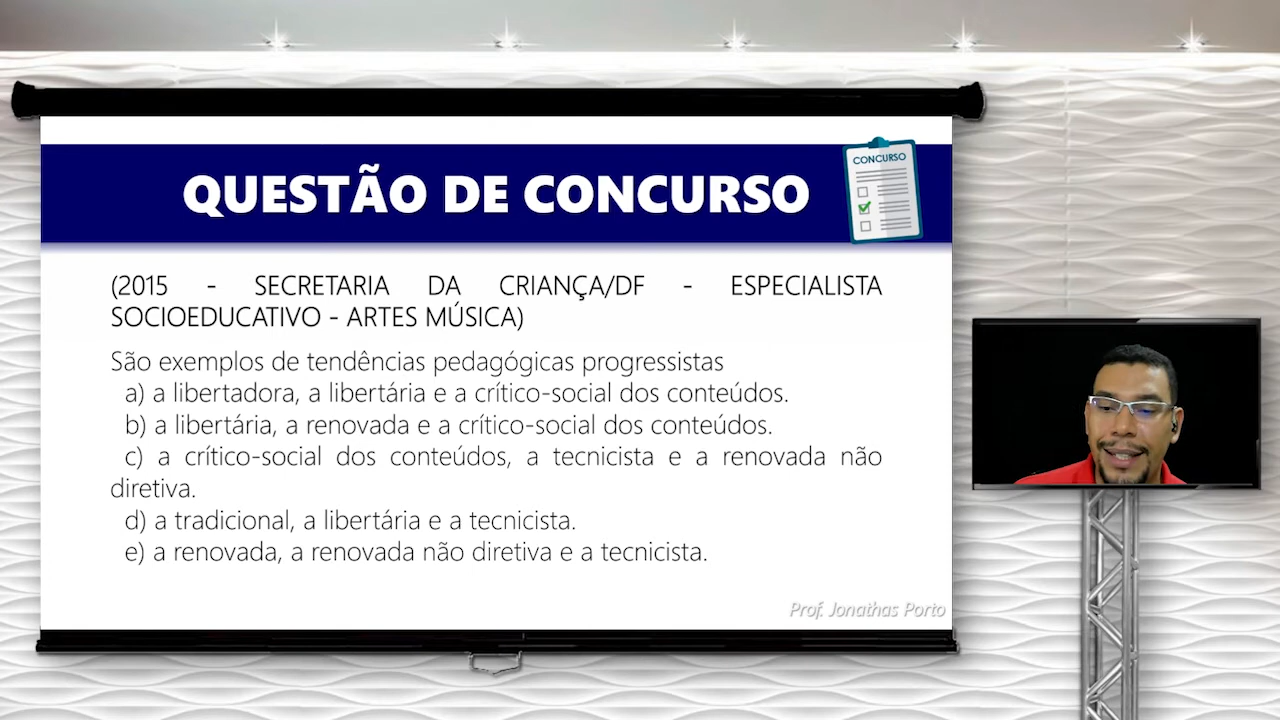 QUESTÃO DE CONCURSO
CONCURSO
(2015 - SECRETARIA DA CRIANÇA/DF - ESPECIALISTA
SOCIOEDUCATIVO - ARTES MÚSICA)
São exemplos de tendências pedagógicas progressistas
a) a libertadora, a libertária e a crítico-social dos conteúdos.
b) a libertária, a renovada e a crítico-social dos conteúdos.
c) a crítico-social dos conteúdos, a tecnicista e a renovada não
diretiva.
d) a tradicional, a libertária e a tecnicista.
e) a renovada, a renovada não diretiva e a tecnicista.
Prof. Jonathas Porto